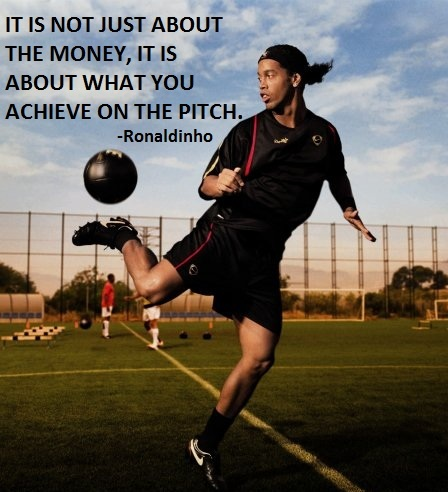 IT IS NOT JUST ABOUT
THE MONEY, IT IS
ABOUT WHAT YOU
ACHIEVE ON THE PITCH.
-Ronaldinho